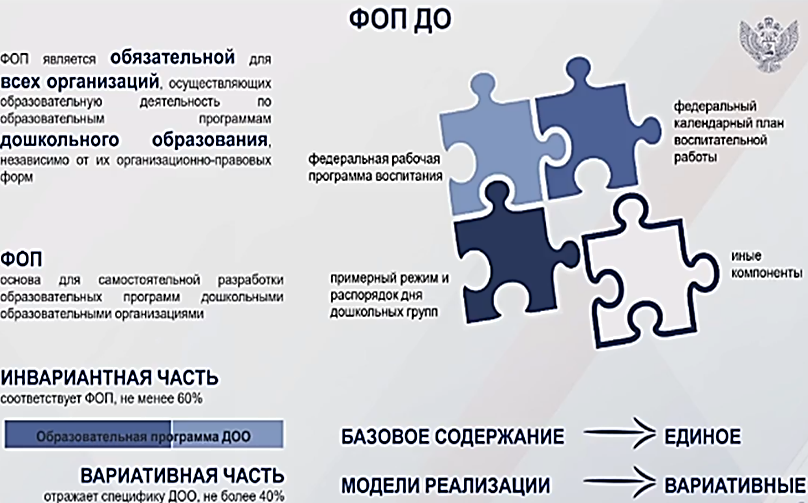 ФОП ДО
ФОП является обязательной для
всех организаций, осуществляющих
образовательную деятельность по
образовательным программам
дошкольного образования,
независимо от их организационно-правовых
форм
ФОП
основа для самостоятельной разработки
образовательных программ дошкольными
образовательными организациями
ИНВАРИАНТНАЯ ЧАСТЬ
соответствует ФОП, не менее 60%
Образовательная программа ДОО
ВАРИАТИВНАЯ ЧАСТЬ
отражает специфику ДОО, не более 40%
федеральная рабочая
программа воспитания
федеральный
календарный план
воспитательной
работы
примерный режим и
распорядок дня
дошкольных групп
иные
компоненты
БАЗОВОЕ СОДЕРЖАНИЕ ЕДИНОЕ
МОДЕЛИ РЕАЛИЗАЦИИ ВАРИАТИВНЫЕ